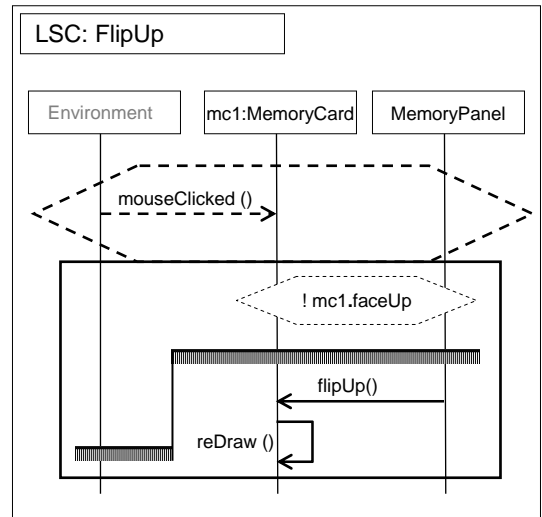 LSC: FlipUp
Environment
mc1:MemoryCard
MemoryPanel
mouseClicked ()
! mc1.faceUp
flipUp()
reDraw ()